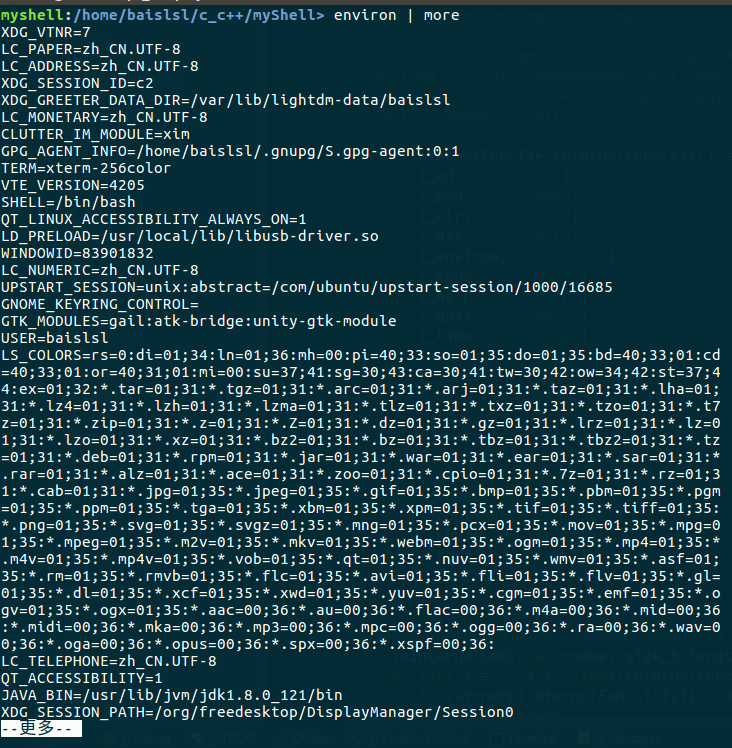 myshell:/home/baislsl/c_c++/myShell> environ | more
XDG_VTNR=7
LC_PAPER=zh_CN.UTF-8
LC_ADDRESS=zh_CN.UTF-8
XDG_SESSION_ID=c2
XDG_GREETER_DATA_DIR=/var/lib/lightdm-data/baislsl
LC_MONETARY=zh_CN.UTF-8
CLUTTER_IM_MODULE=xim
GPG_AGENT_INFO=/home/baislsl/.gnupg/S.gpg-agent:0:1
TERM=xterm-256color
VTE_VERSION=4205
SHELL=/bin/bash
QT_LINUX_ACCESSIBILITY_ALWAYS_ON=1
LD_PRELOAD=/usr/local/lib/libusb-driver.so
WINDOWID=83901832
LC_NUMERIC=zh_CN.UTF-8
UPSTART_SESSION=unix:abstract=/com/ubuntu/upstart-session/1000/16685
GNOME_KEYRING_CONTROL=
GTK_MODULES=gail:atk-bridge:unity-gtk-module
USER=baislsl
LS_COLORS=rs=0:di=01;34:ln=01;36:mh=00:pi=40;33:so=01;35:do=01;35:bd=40;33;01:cd
=40;33;01:or=40;31;01:mi=00:su=37;41:sg=30;43:ca=30;41:tw=30;42:ow=34;42:st=37;4
4:ex=01;32:*.tar=01;31:*.tgz=01;31:*.arc=01;31:*.arj=01;31:*.taz=01;31:*.lha=01;
31:*.lz4=01;31:*.lzh=01;31:*.lzma=01;31:*.tlz=01;31:*.txz=01;31:*.tzo=01;31:*.t7
z=01;31:*.zip=01;31:*.z=01;31:*.Z=01;31:*.dz=01;31:*.gz=01;31:*.lrz=01;31:*.lz=0
1;31:*.lzo=01;31:*.xz=01;31:*.bz2=01;31:*.bz=01;31:*.tbz=01;31:*.tbz2=01;31:*.tz
=01;31:*.deb=01;31:*.rpm=01;31:*.jar=01;31:*.war=01;31:*.ear=01;31:*.sar=01;31:*
.rar=01;31:*.alz=01;31:*.ace=01;31:*.zoo=01;31:*.cpio=01;31:*.7z=01;31:*.rz=01;3
1:*.cab=01;31:*.jpg=01;35:*.jpeg=01;35:*.gif=01;35:*.bmp=01;35:*.pbm=01;35:*.pgm
=01;35:*.ppm=01;35:*.tga=01;35:*.xbm=01;35:*.xpm=01;35:*.tif=01;35:*.tiff=01;35:
*.png=01;35:*.svg=01;35:*.svgz=01;35:*.mng=01;35:*.pcx=01;35:*.mov=01;35:*.mpg=0
1;35:*.mpeg=01;35:*.m2v=01;35:*.mkv=01;35:*.webm=01;35:*.ogm=01;35:*.mp4=01;35:*
.m4v=01;35:*.mp4v=01;35:*.vob=01;35:*.qt=01;35:*.nuv=01;35:*.wmv=01;35:*.asf=01;
35:*.rm=01;35:*.rmvb=01;35:*.flc=01;35:*.avi=01;35:*.fli=01;35:*.flv=01;35:*.gl=
01;35:*.dl=01;35:*.xcf=01;35:*.xwd=01;35:*.yuv=01;35:*.cgm=01;35:*.emf=01;35:*.o
gv=01;35:*.ogx=01;35:*.aac=00;36:*.au=00;36:*.flac=00;36:*.m4a=00;36:*.mid=00;36
:*.midi=00;36:*.mka=00;36:*.mp3=00;36:*.mpc=00;36:*.ogg=00;36:*.ra=00;36:*.wav=0
0;36:*.oga=00;36:*.opus=00;36:*.spx=00;36:*.xspf=00;36:
LC_TELEPHONE=zh_CN.UTF-8
QT_ACCESSIBILITY=1
JAVA_BIN=/usr/lib/jvm/jdk1.8.0_121/bin
XDG_SESSION_PATH=/org/freedesktop/DisplayManager/Session0
--更多--